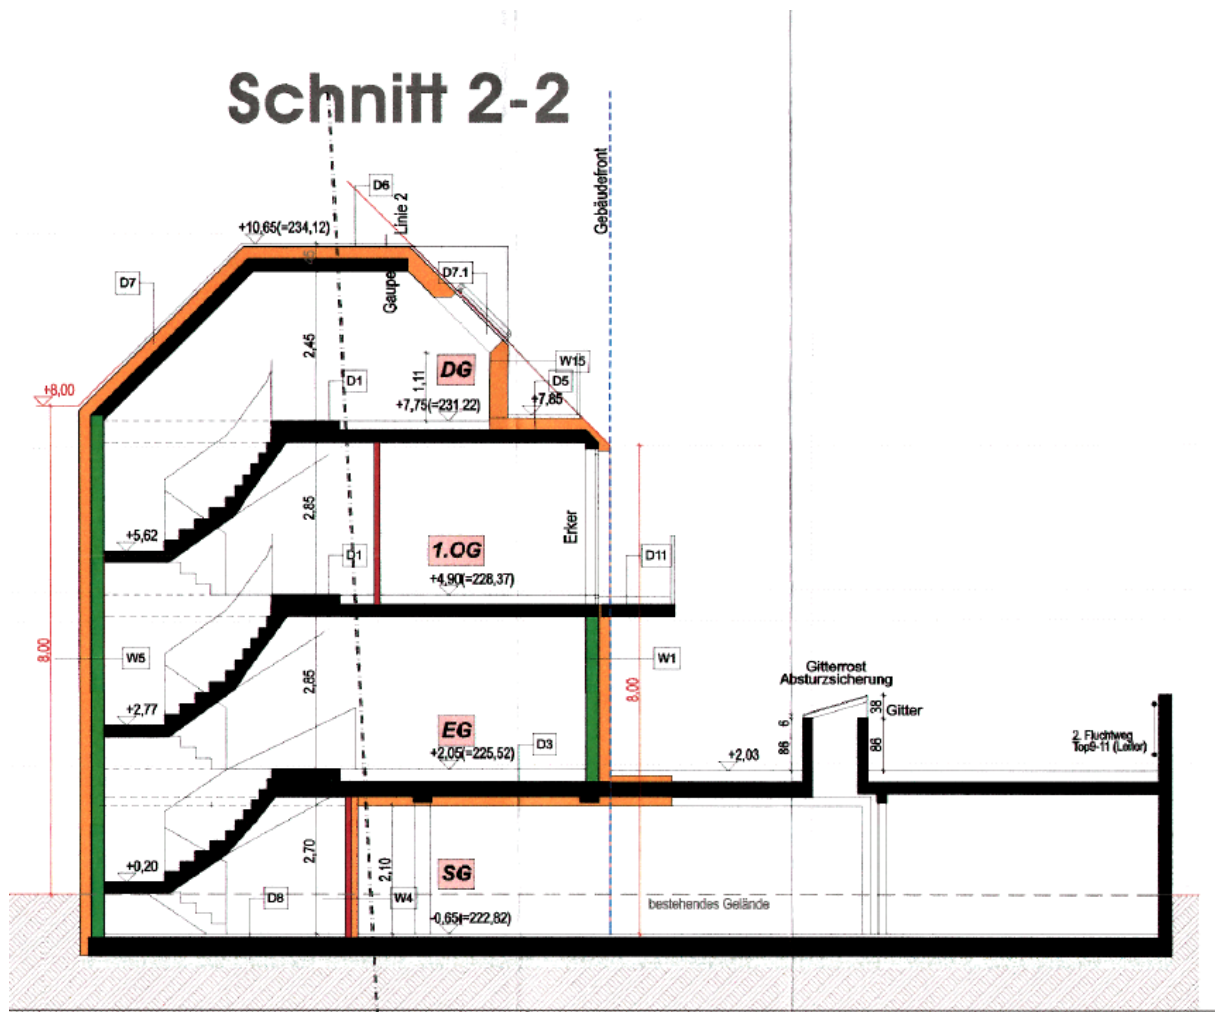 Schnitt 2-2
Gebäudefront
D6
Linie 2
+10,65(=234,12)
D7
D7.1
Gaupe
2,45
W15
DG
D1
1,11
D5
+8,00
+7,75(=231,22)
+7,85
2,85
Erker
+5,62
1.OG
D1
D11
+4,90(=228,37)
8.00
W5
W1
Gitterrost
Absturzsicherung
2,85
8.00
38
Gitter
+2,77
6
EG
86
86
2. Fluchtweg
Top9-11 (Leiter)
+2,05(=225,52)
D3
+2,03
2,70
2,10
+0,20
SG
D8
W4
bestehendes Gelände
-0,65(=222,82)